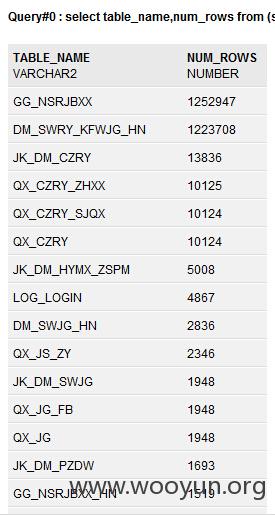 Query#0 : select table_name,num_rows from (s
TABLE_NAME NUM_ROWS
VARCHAR2 NUMBER
GG_NSRJBXX 1252947
DM_SWRY_KFWJG_HN 1223708
JK_DM_CZRY 13836
QX_CZRY_ZHXX 10125
QX_CZRY_SJQX 10124
QX_CZRY 10124
JK_DM_HYMX_ZSPM 5008
LOG_LOGIN 4867
DM_SWJG_HN 2836
QX_JS_ZY 2346
JK_DM_SWJG 1948
QX_JG_FB 1948
QX_JG 1948
JK_DM_PZDW 1693
www.wooyun.org
GG_NSRJBXX_HN 1519